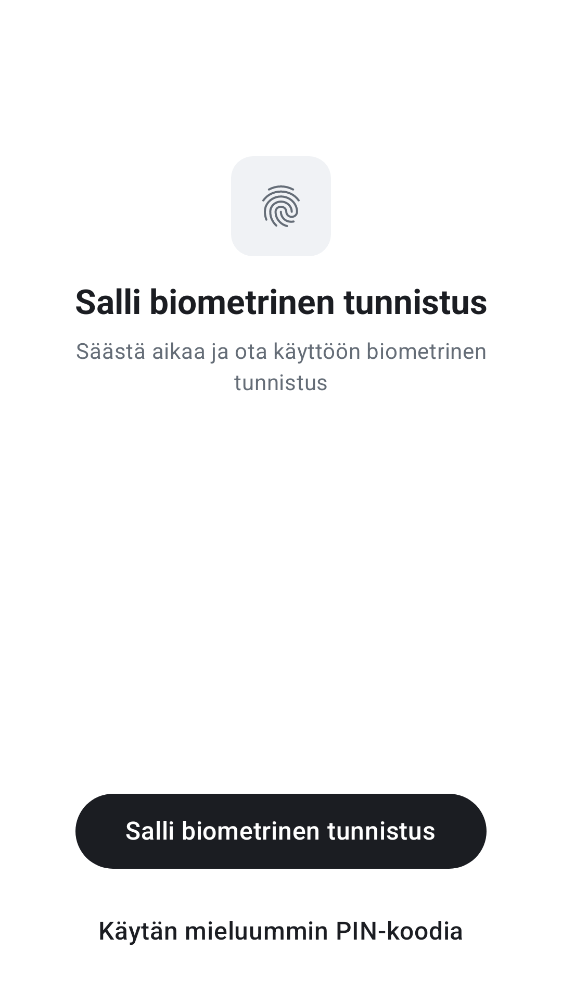 Salli biometrinen tunnistus
Säästä aikaa ja ota käyttöön biometrinen
tunnistus
Salli biometrinen tunnistus
Käytän mieluummin PIN-koodia